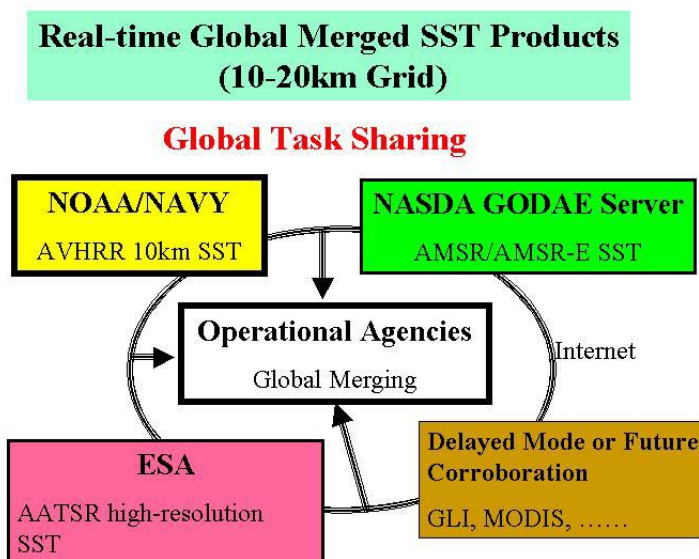 Real-time Global Merged SST Products
(10-20km Grid)
Global Task Sharing
NOAA/NAVY
AVHRR 10km SST
NASDA GODAE Server
AMSR/AMSR-E SST
Operational Agencies
Global Merging
Internet
ESA
AATSR high-resolution
SST
Delayed Mode or Future
Corroboration
GLI, MODIS, ……